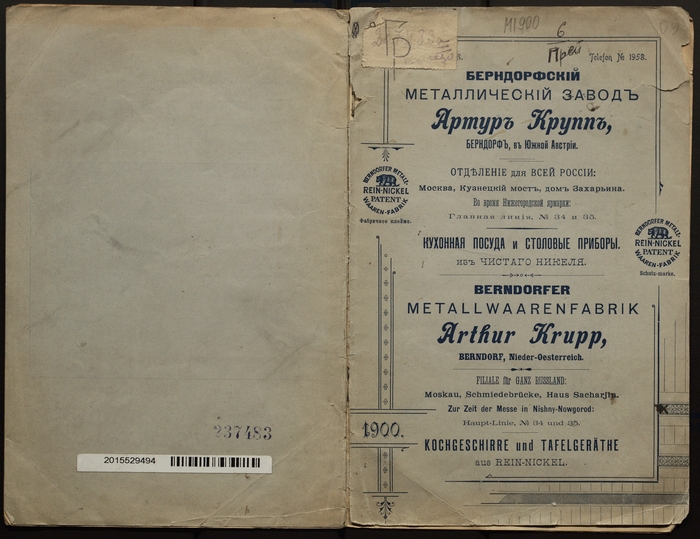 М1900
6
Прей
Telefon № 1958.
БЕРНДОРФСКІЙ
МЕТАЛЛИЧЕСКІЙ ЗАВОДЪ
Артуръ Круппъ,
БЕРНДОРФЪ, въ Южной Австріи.
ОТДѢЛЕНІЕ для ВСЕЙ РОССІИ:
Москва, Кузнецкій мостъ, домъ Захарьина.
Во время Нижегородской ярмарки:
Главная линія, № 34 и 35.
КУХОННАЯ ПОСУДА и СТОЛОВЫЕ ПРИБОРЫ.
изъ ЧИСТАГО НИКЕЛЯ.
BERNDORFER METALL-
REIN-NICKEL
PATENT
WAAREN-FABRIK
Фабричное клеймо.
BERNDORFER METALL-
REIN-NICKEL
PATENT
WAAREN-FABRIK
Schutz-marke.
BERNDORFER
METALLWAARENFABRIK
Arthur Krupp,
BERNDORF, Nieder-Oesterreich.
FILIALE für GANZ RUSSLAND:
Moskau, Schmiedebrücke, Haus Sacharjin.
Zur Zeit der Messe in Nishny-Nowgorod:
Haupt-Linie, № 34 und 35.
KOCHGESCHIRRE und TAFELGERÄTHE
aus REIN-NICKEL.
1900.
237483
2015529494